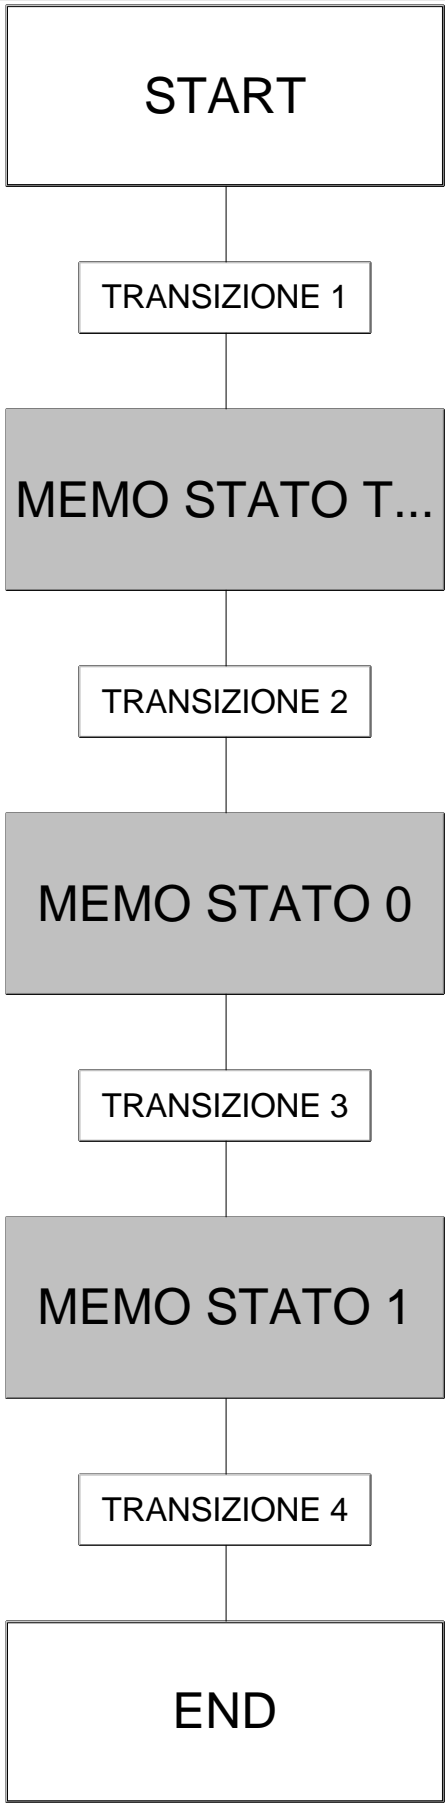 START
TRANSIZIONE 1
MEMO STATO T...
TRANSIZIONE 2
MEMO STATO 0
TRANSIZIONE 3
MEMO STATO 1
TRANSIZIONE 4
END